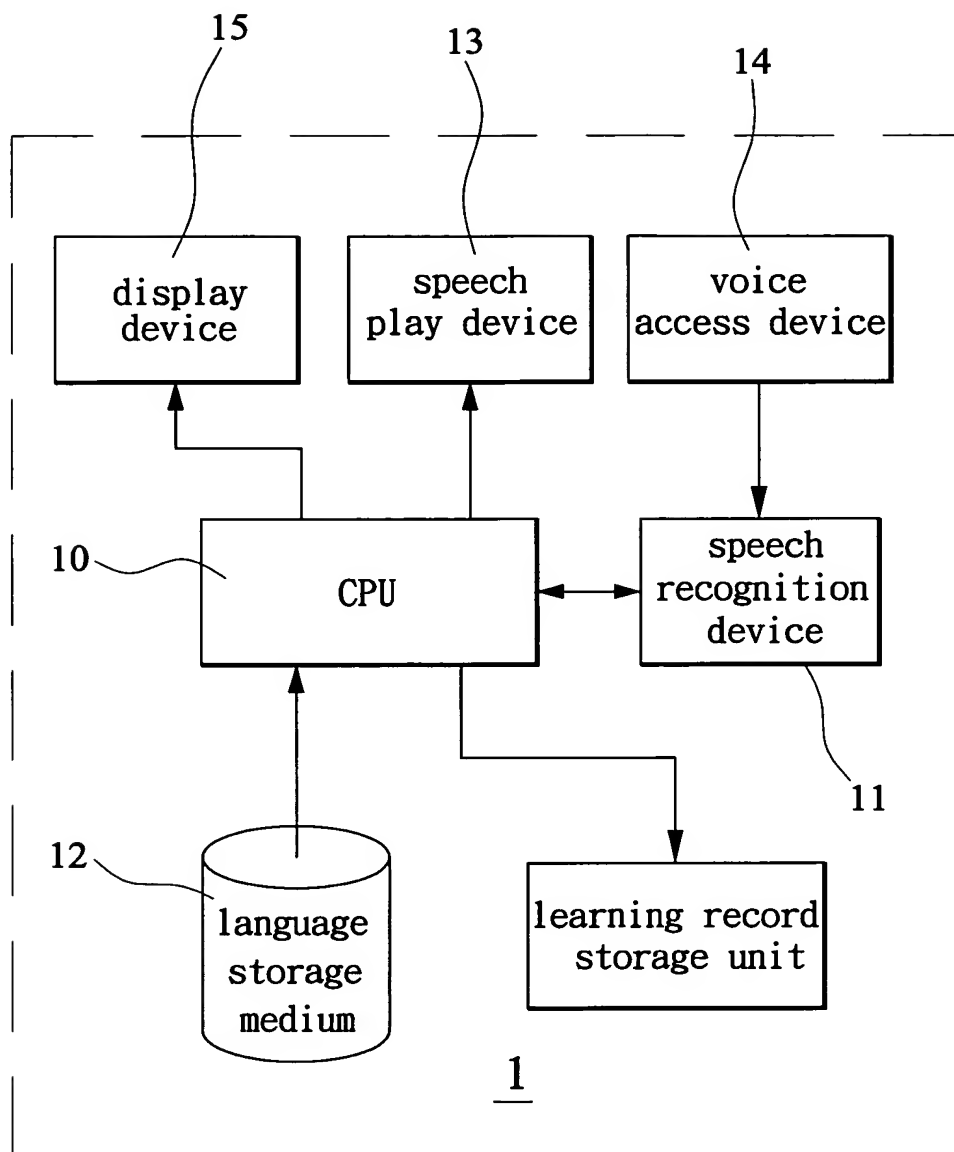 15
13
14
display
device
speech
play device
voice
access device
10
CPU
speech
recognition
device
11
12
language
storage
medium
learning record
storage unit
1